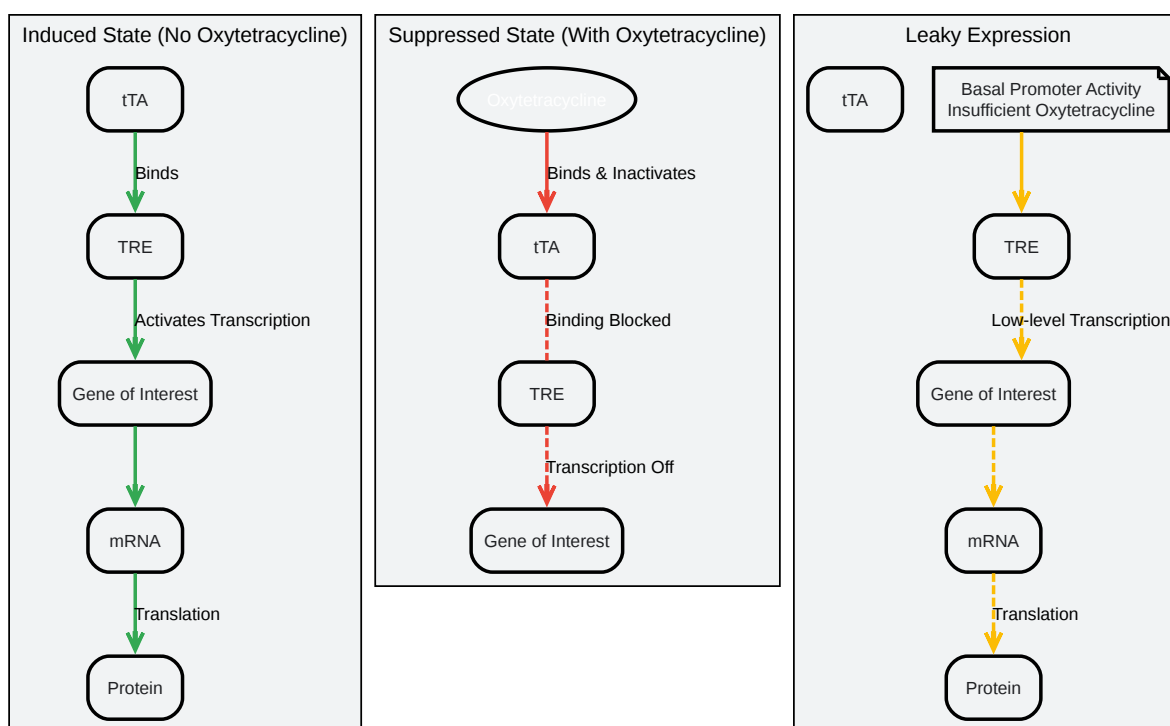 Induced State (No Oxytetracycline)
tTA
Binds
TRE
Activates Transcription
Gene of Interest
mRNA
Translation
Protein
Suppressed State (With Oxytetracycline)
Oxytetracycline
Binds & Inactivates
tTA
Binding Blocked
TRE
Transcription Off
Gene of Interest
Leaky Expression
tTA
Basal Promoter Activity
Insufficient Oxytetracycline
TRE
Low-level Transcription
Gene of Interest
mRNA
Translation
Protein